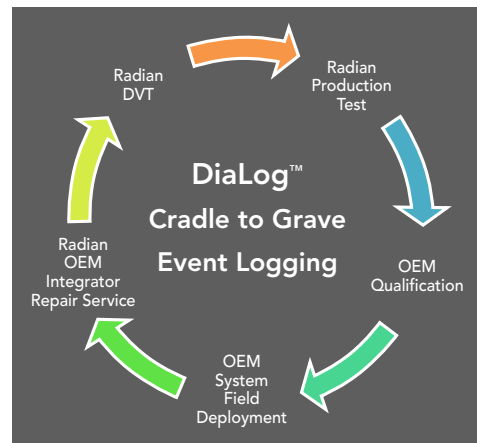 Radian
DVT
Radian
Production
Test
DiaLog™
Cradle to Grave
Event Logging
OEM
Qualification
OEM
System
Field
Deployment
Radian
OEM
Integrator
Repair Service